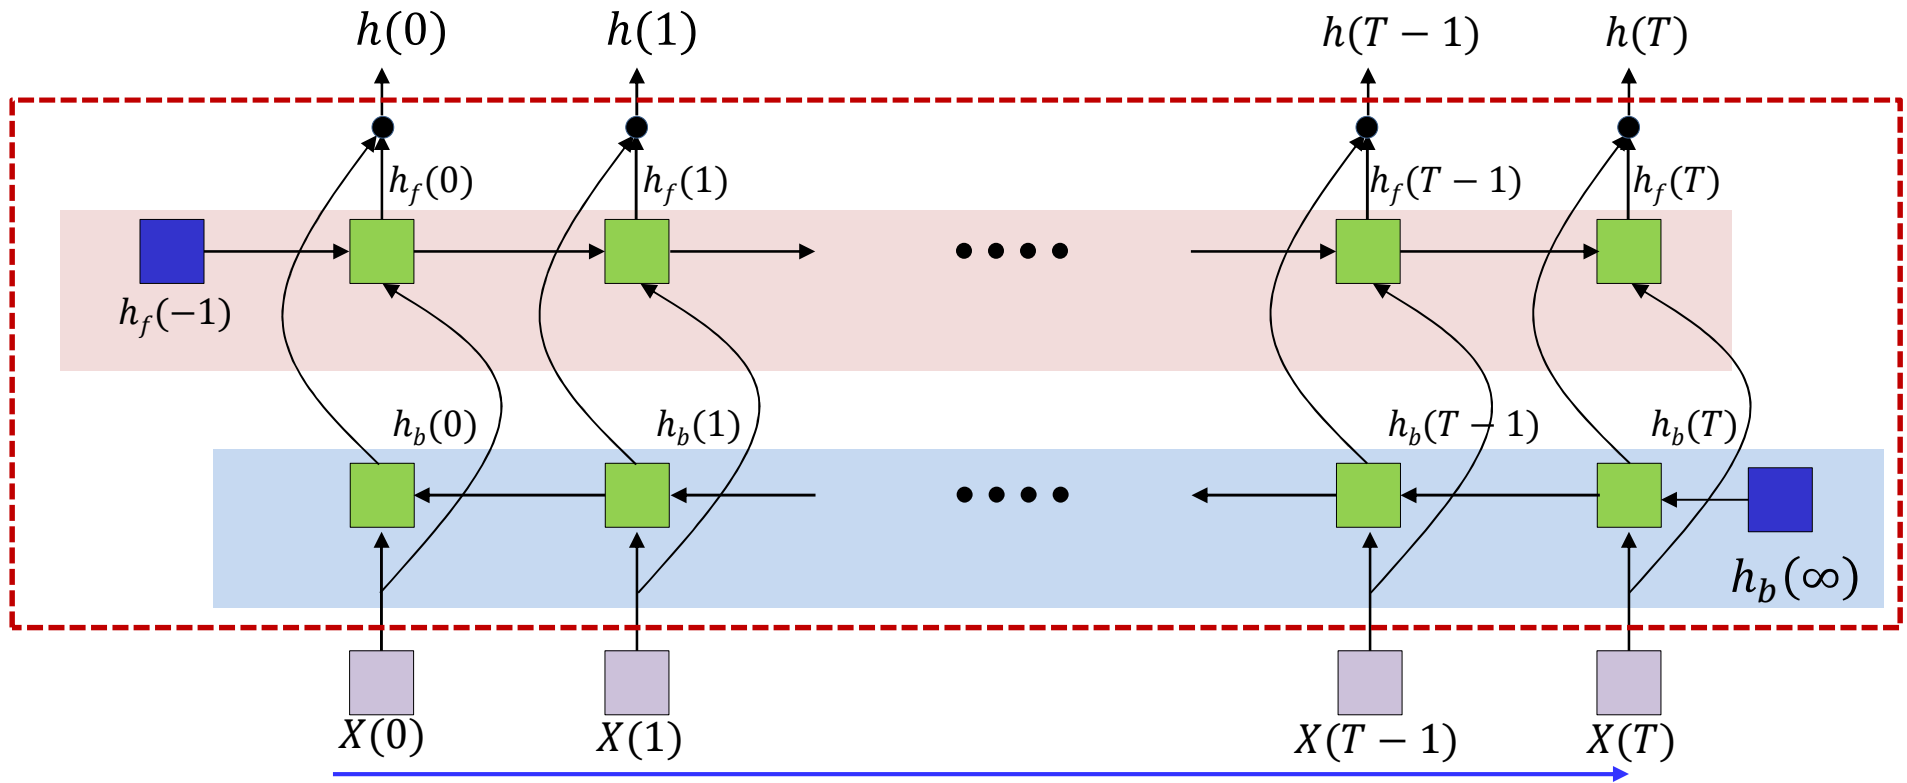 h(0) h(1) h(T − 1) h(T)
h_f(0) h_f(1) h_f(T − 1) h_f(T)
h_f(−1)
h_b(0) h_b(1) h_b(T − 1) h_b(T)
h_b(∞)
X(0) X(1) X(T − 1) X(T)